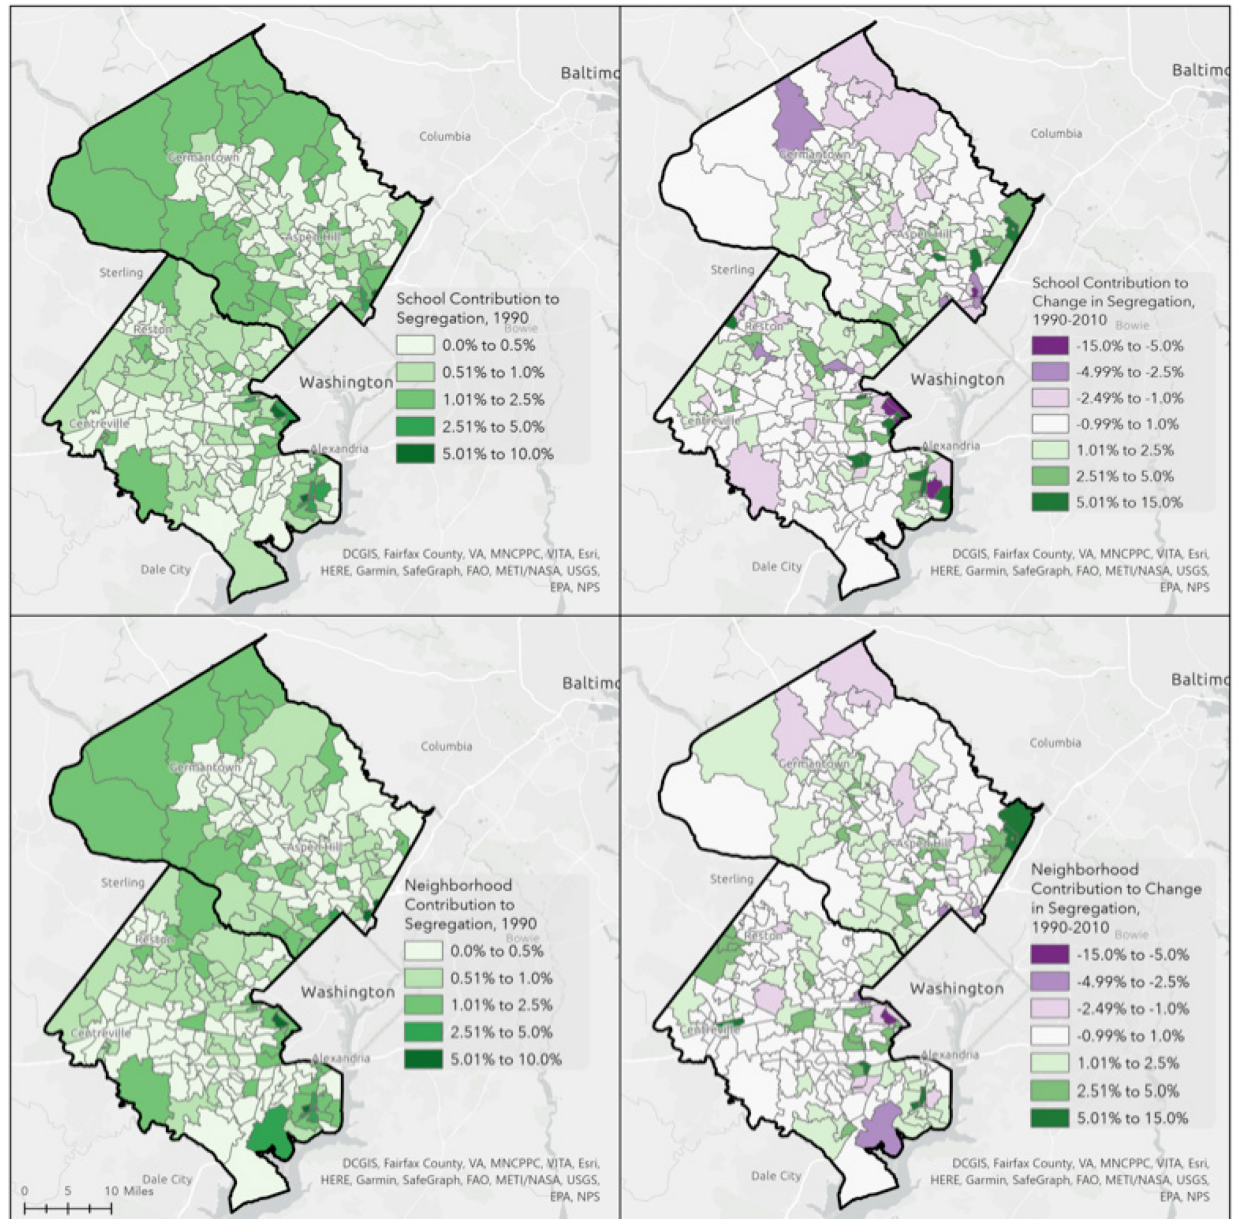 Baltimo
Columbia
Germantown
Aspen Hill
Sterling
School Contribution to
Segregation, 1990
Bowie
0.0% to 0.5%
Reston
0.51% to 1.0%
Washington
1.01% to 2.5%
2.51% to 5.0%
Centreville
Alexandria
5.01% to 10.0%
DCGIS, Fairfax County, VA, MNCPPC, VITA, Esri,
Dale City
HERE, Garmin, SafeGraph, FAO, METI/NASA, USGS,
EPA, NPS
Baltimo
Columbia
Germantown
Aspen Hill
Sterling
School Contribution to
Change in Segregation,
1990-2010
Bowie
Reston
-15.0% to -5.0%
-4.99% to -2.5%
Washington
-2.49% to -1.0%
Centreville
-0.99% to 1.0%
Alexandria
1.01% to 2.5%
2.51% to 5.0%
5.01% to 15.0%
DCGIS, Fairfax County, VA, MNCPPC, VITA, Esri,
Dale City
HERE, Garmin, SafeGraph, FAO, METI/NASA, USGS,
EPA, NPS
Baltimo
Columbia
Germantown
Aspen Hill
Sterling
Neighborhood
Contribution to
Segregation, 1990
Bowie
Reston
0.0% to 0.5%
0.51% to 1.0%
Washington
1.01% to 2.5%
2.51% to 5.0%
Centreville
Alexandria
5.01% to 10.0%
DCGIS, Fairfax County, VA, MNCPPC, VITA, Esri,
Dale City
HERE, Garmin, SafeGraph, FAO, METI/NASA, USGS,
EPA, NPS
0 5 10 Miles
Baltimo
Columbia
Germantown
Aspen Hill
Sterling
Neighborhood
Contribution to Change
in Segregation,
1990-2010
Bowie
Reston
-15.0% to -5.0%
-4.99% to -2.5%
Washington
-2.49% to -1.0%
Centreville
-0.99% to 1.0%
Alexandria
1.01% to 2.5%
2.51% to 5.0%
5.01% to 15.0%
DCGIS, Fairfax County, VA, MNCPPC, VITA, Esri,
Dale City
HERE, Garmin, SafeGraph, FAO, METI/NASA, USGS,
EPA, NPS